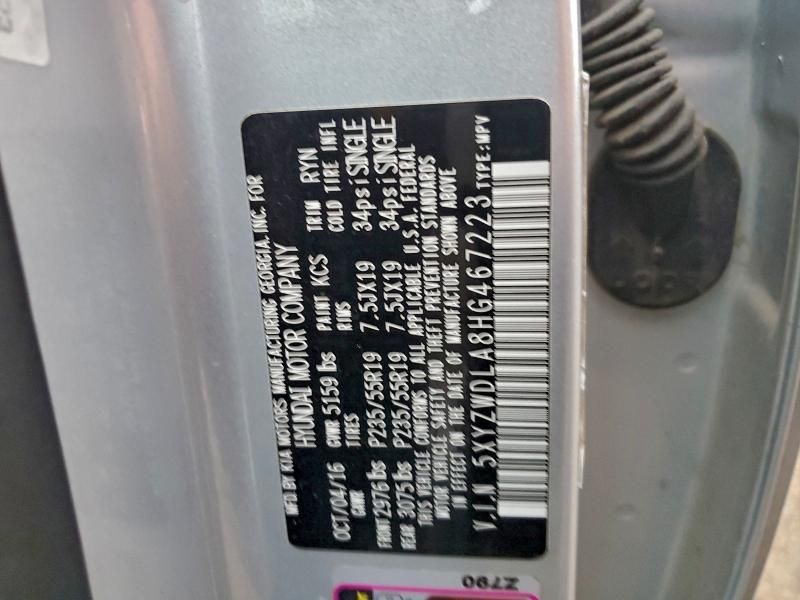 MFD BY KIA MOTORS MANUFACTURING GEORGIA, INC. FOR
HYUNDAI MOTOR COMPANY
OCT/04/16 GVWR 5159 lbs PAINT KCS TRIM RYN
GAWR TIRES RIMS COLD TIRE INFL
FRONT 2976 lbs P235/55R19 7.5JX19 34psi SINGLE
REAR 3075 lbs P235/55R19 7.5JX19 34psi SINGLE
THIS VEHICLE CONFORMS TO ALL APPLICABLE U.S.A. FEDERAL
MOTOR VEHICLE SAFETY AND THEFT PREVENTION STANDARDS
IN EFFECT ON THE DATE OF MANUFACTURE SHOWN ABOVE
V.I.N 5XYZWDLA8HG467223 TYPE:MPV
Z790